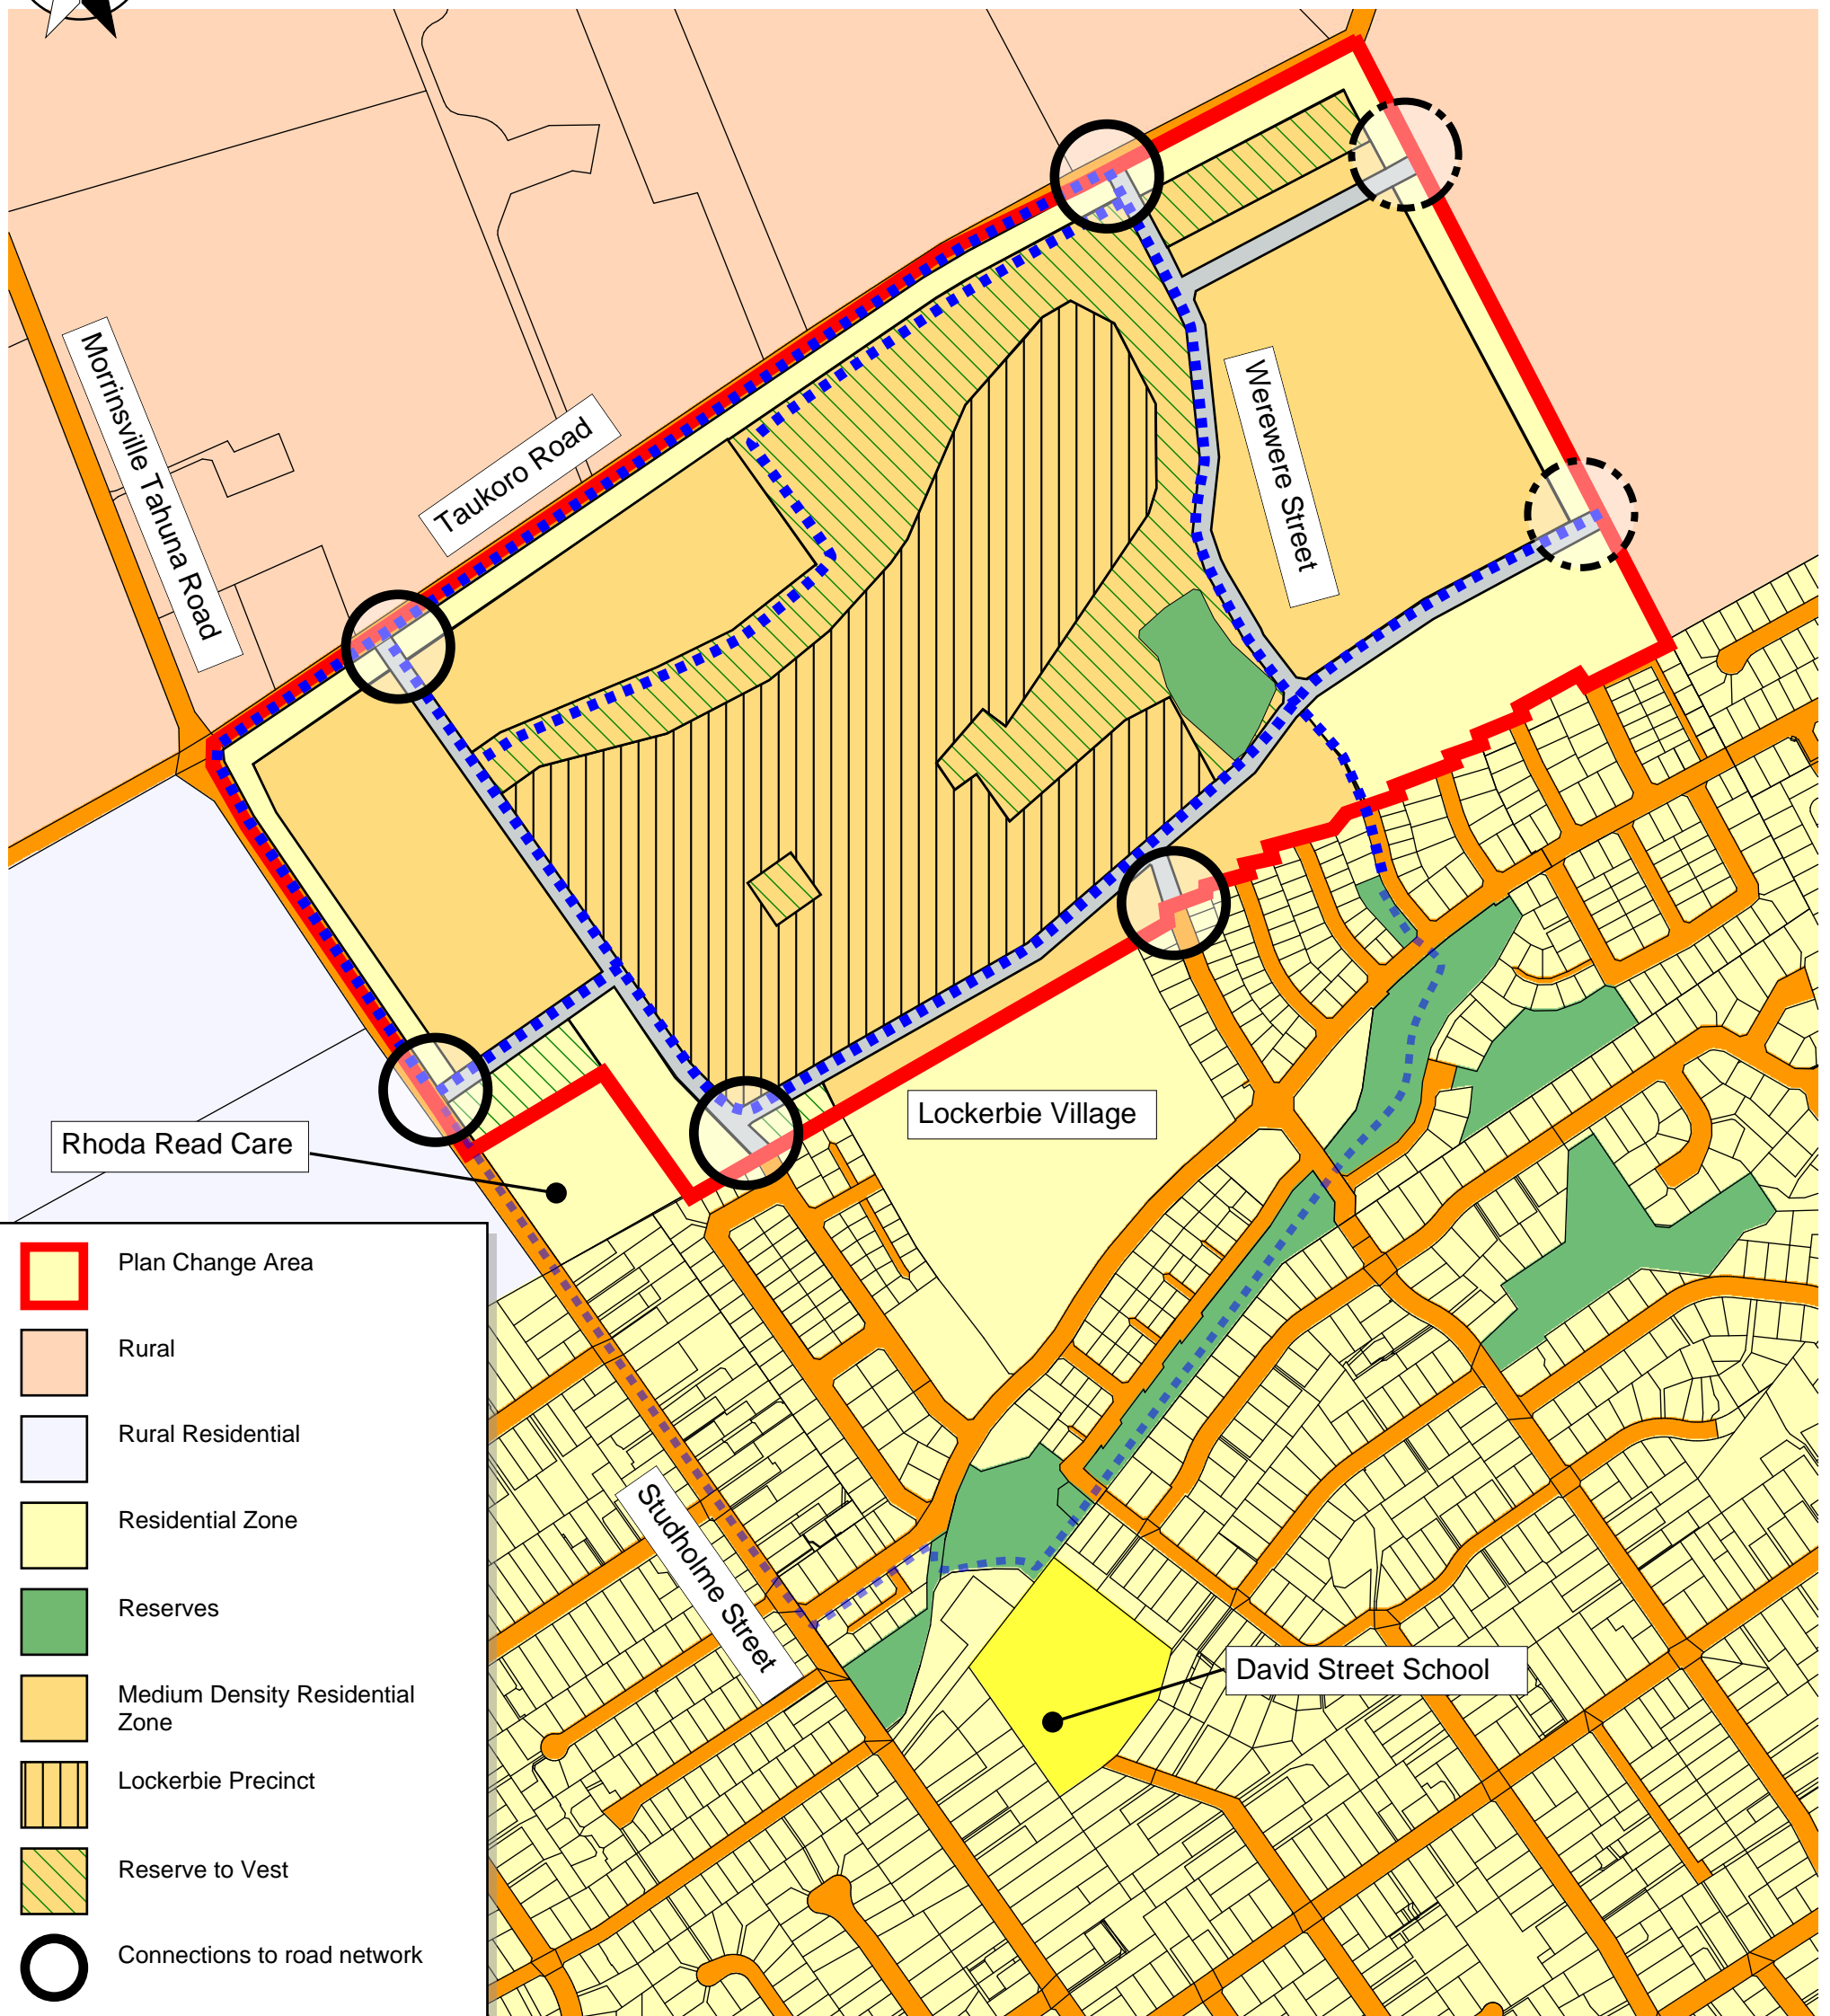 Morrinsville Tahuna Road
Taukoro Road
Werewere Street
Lockerbie Village
Rhoda Read Care
Studholme Street
David Street School
Plan Change Area
Rural
Rural Residential
Residential Zone
Reserves
Medium Density Residential
Zone
Lockerbie Precinct
Reserve to Vest
Connections to road network